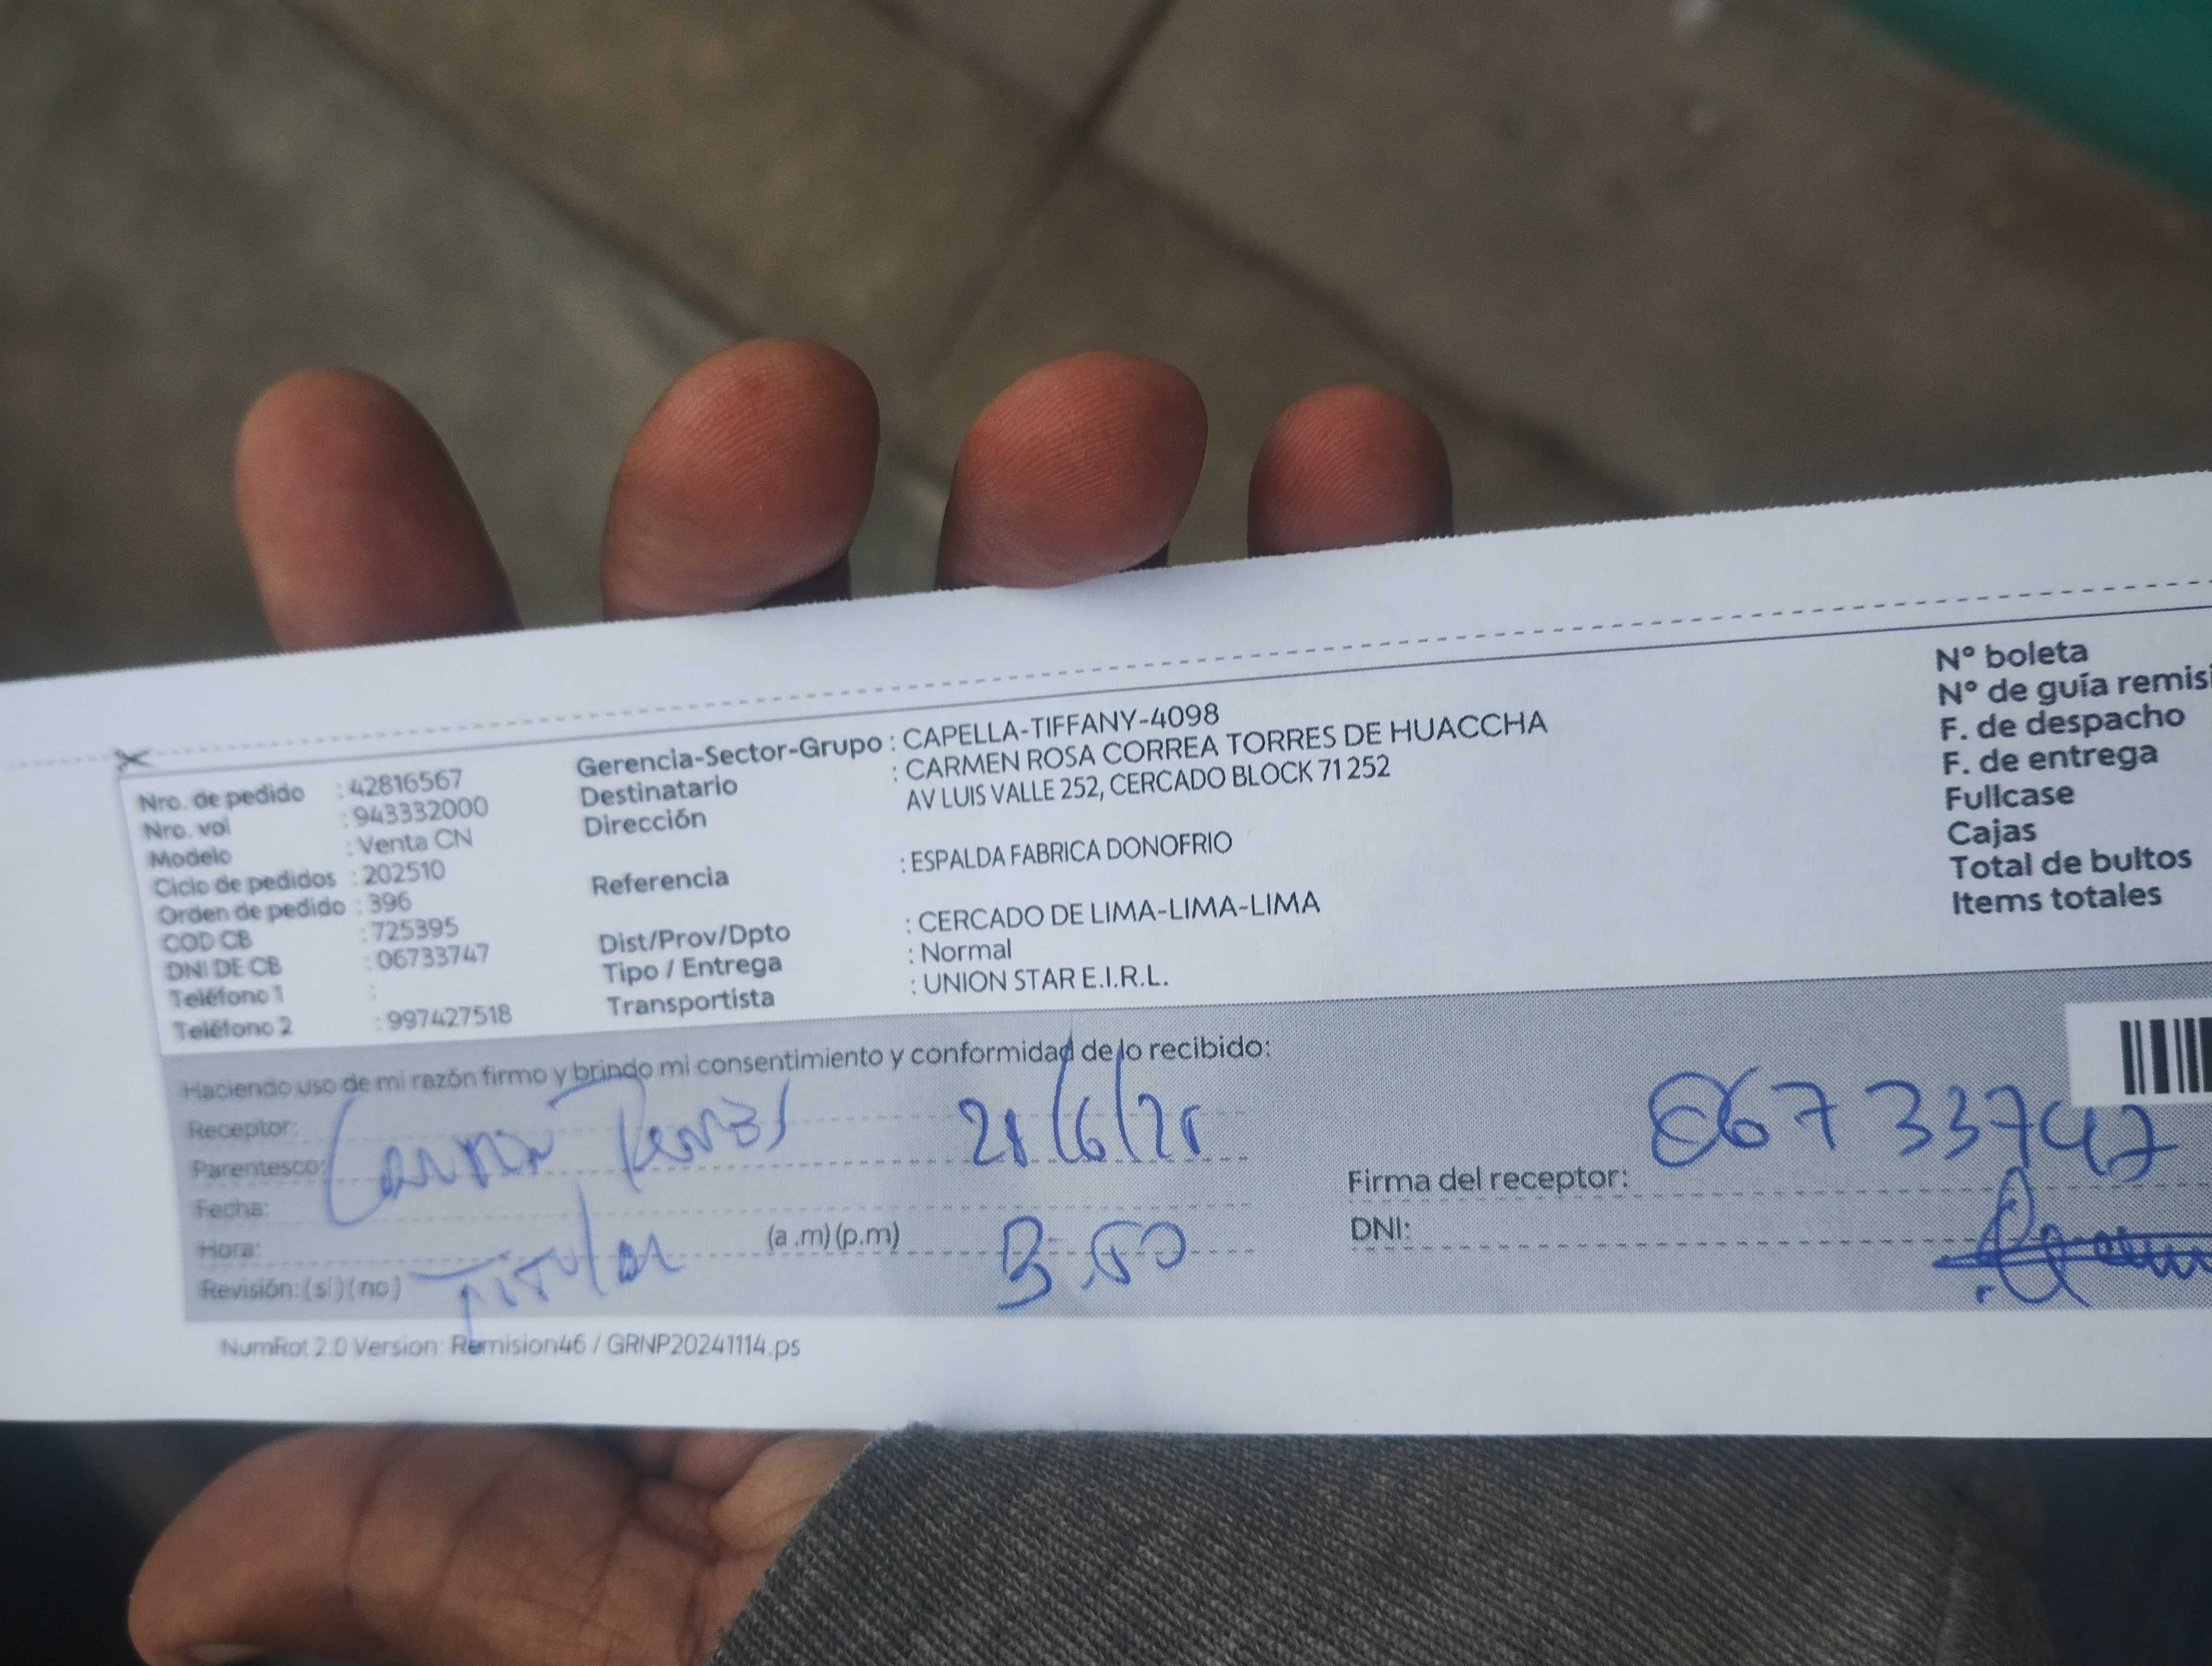 Nro. de pedido : 42816567
Nro. vol : 943332000
Modelo : Venta CN
Ciclo de pedidos : 202510
Orden de pedido : 396
COD CB : 725395
DNI DE CB : 06733747
Teléfono 1 :
Teléfono 2 : 997427518
Gerencia-Sector-Grupo : CAPELLA-TIFFANY-4098
Destinatario : CARMEN ROSA CORREA TORRES DE HUACCHA
Dirección AV LUIS VALLE 252, CERCADO BLOCK 71 252
Referencia : ESPALDA FABRICA DONOFRIO
Dist/Prov/Dpto : CERCADO DE LIMA-LIMA-LIMA
Tipo / Entrega : Normal
Transportista : UNION STAR E.I.R.L.
N° boleta
N° de guía remisi
F. de despacho
F. de entrega
Fullcase
Cajas
Total de bultos
Items totales
Haciendo uso de mi razón firmo y brindo mi consentimiento y conformidad de lo recibido:
Receptor:
Parentesco:
Fecha:
Hora: (a .m) (p.m)
Revisión: (si) (no)
Titular
3:50
Firma del receptor:
06733747
DNI:
NumRot 2.0 Version: Remision46 / GRNP20241114.ps